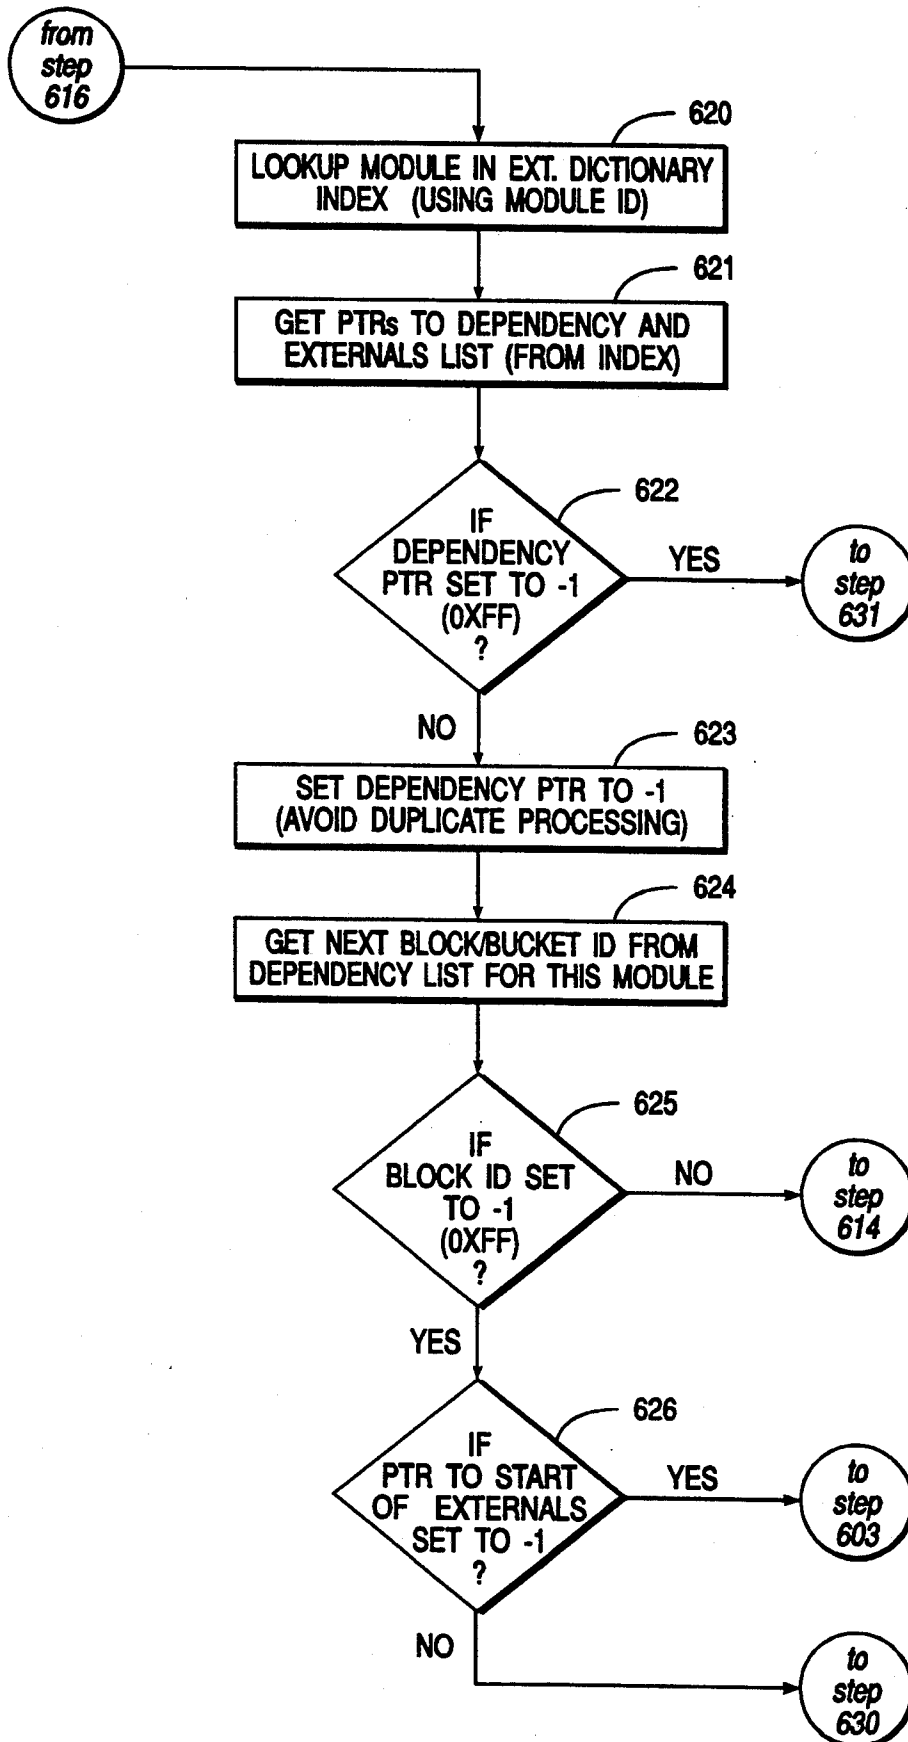 from
step
616
620
LOOKUP MODULE IN EXT. DICTIONARY
INDEX (USING MODULE ID)
621
GET PTRs TO DEPENDENCY AND
EXTERNALS LIST (FROM INDEX)
622
IF
DEPENDENCY
PTR SET TO -1
(0XFF)
?
YES
to
step
631
NO
623
SET DEPENDENCY PTR TO -1
(AVOID DUPLICATE PROCESSING)
624
GET NEXT BLOCK/BUCKET ID FROM
DEPENDENCY LIST FOR THIS MODULE
625
IF
BLOCK ID SET
TO -1
(0XFF)
?
NO
to
step
614
YES
626
IF
PTR TO START
OF EXTERNALS
SET TO -1
?
YES
to
step
603
NO
to
step
630